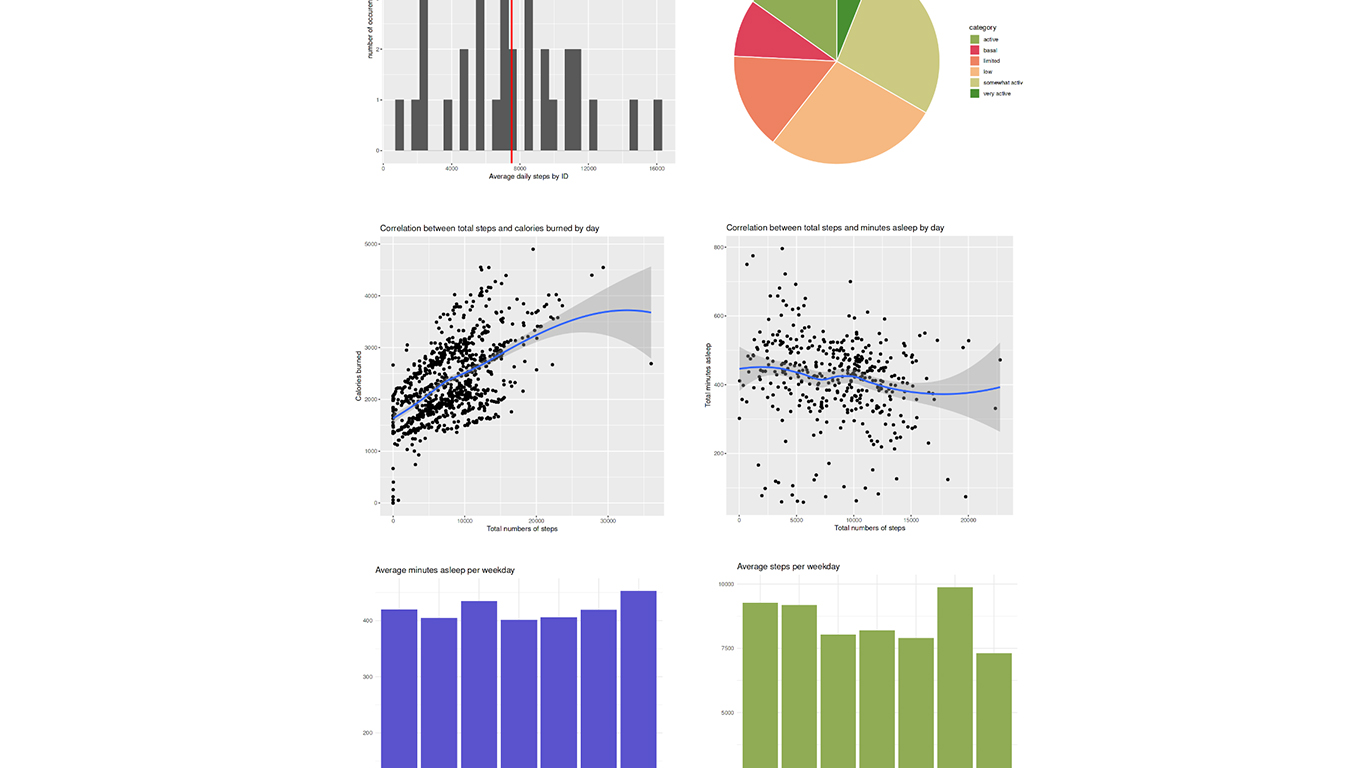 number of occuren
2
1
0
0
4000
8000
12000
16000
Average daily steps by ID
category
active
basal
limited
low
somewhat activ
very active
Correlation between total steps and calories burned by day
5000
4000
3000
2000
1000
0
Calories burned
0
10000
20000
30000
Total numbers of steps
Correlation between total steps and minutes asleep by day
800
600
400
200
Total minutes asleep
0
5000
10000
15000
20000
Total numbers of steps
Average minutes asleep per weekday
400
300
200
Average steps per weekday
10000
7500
5000